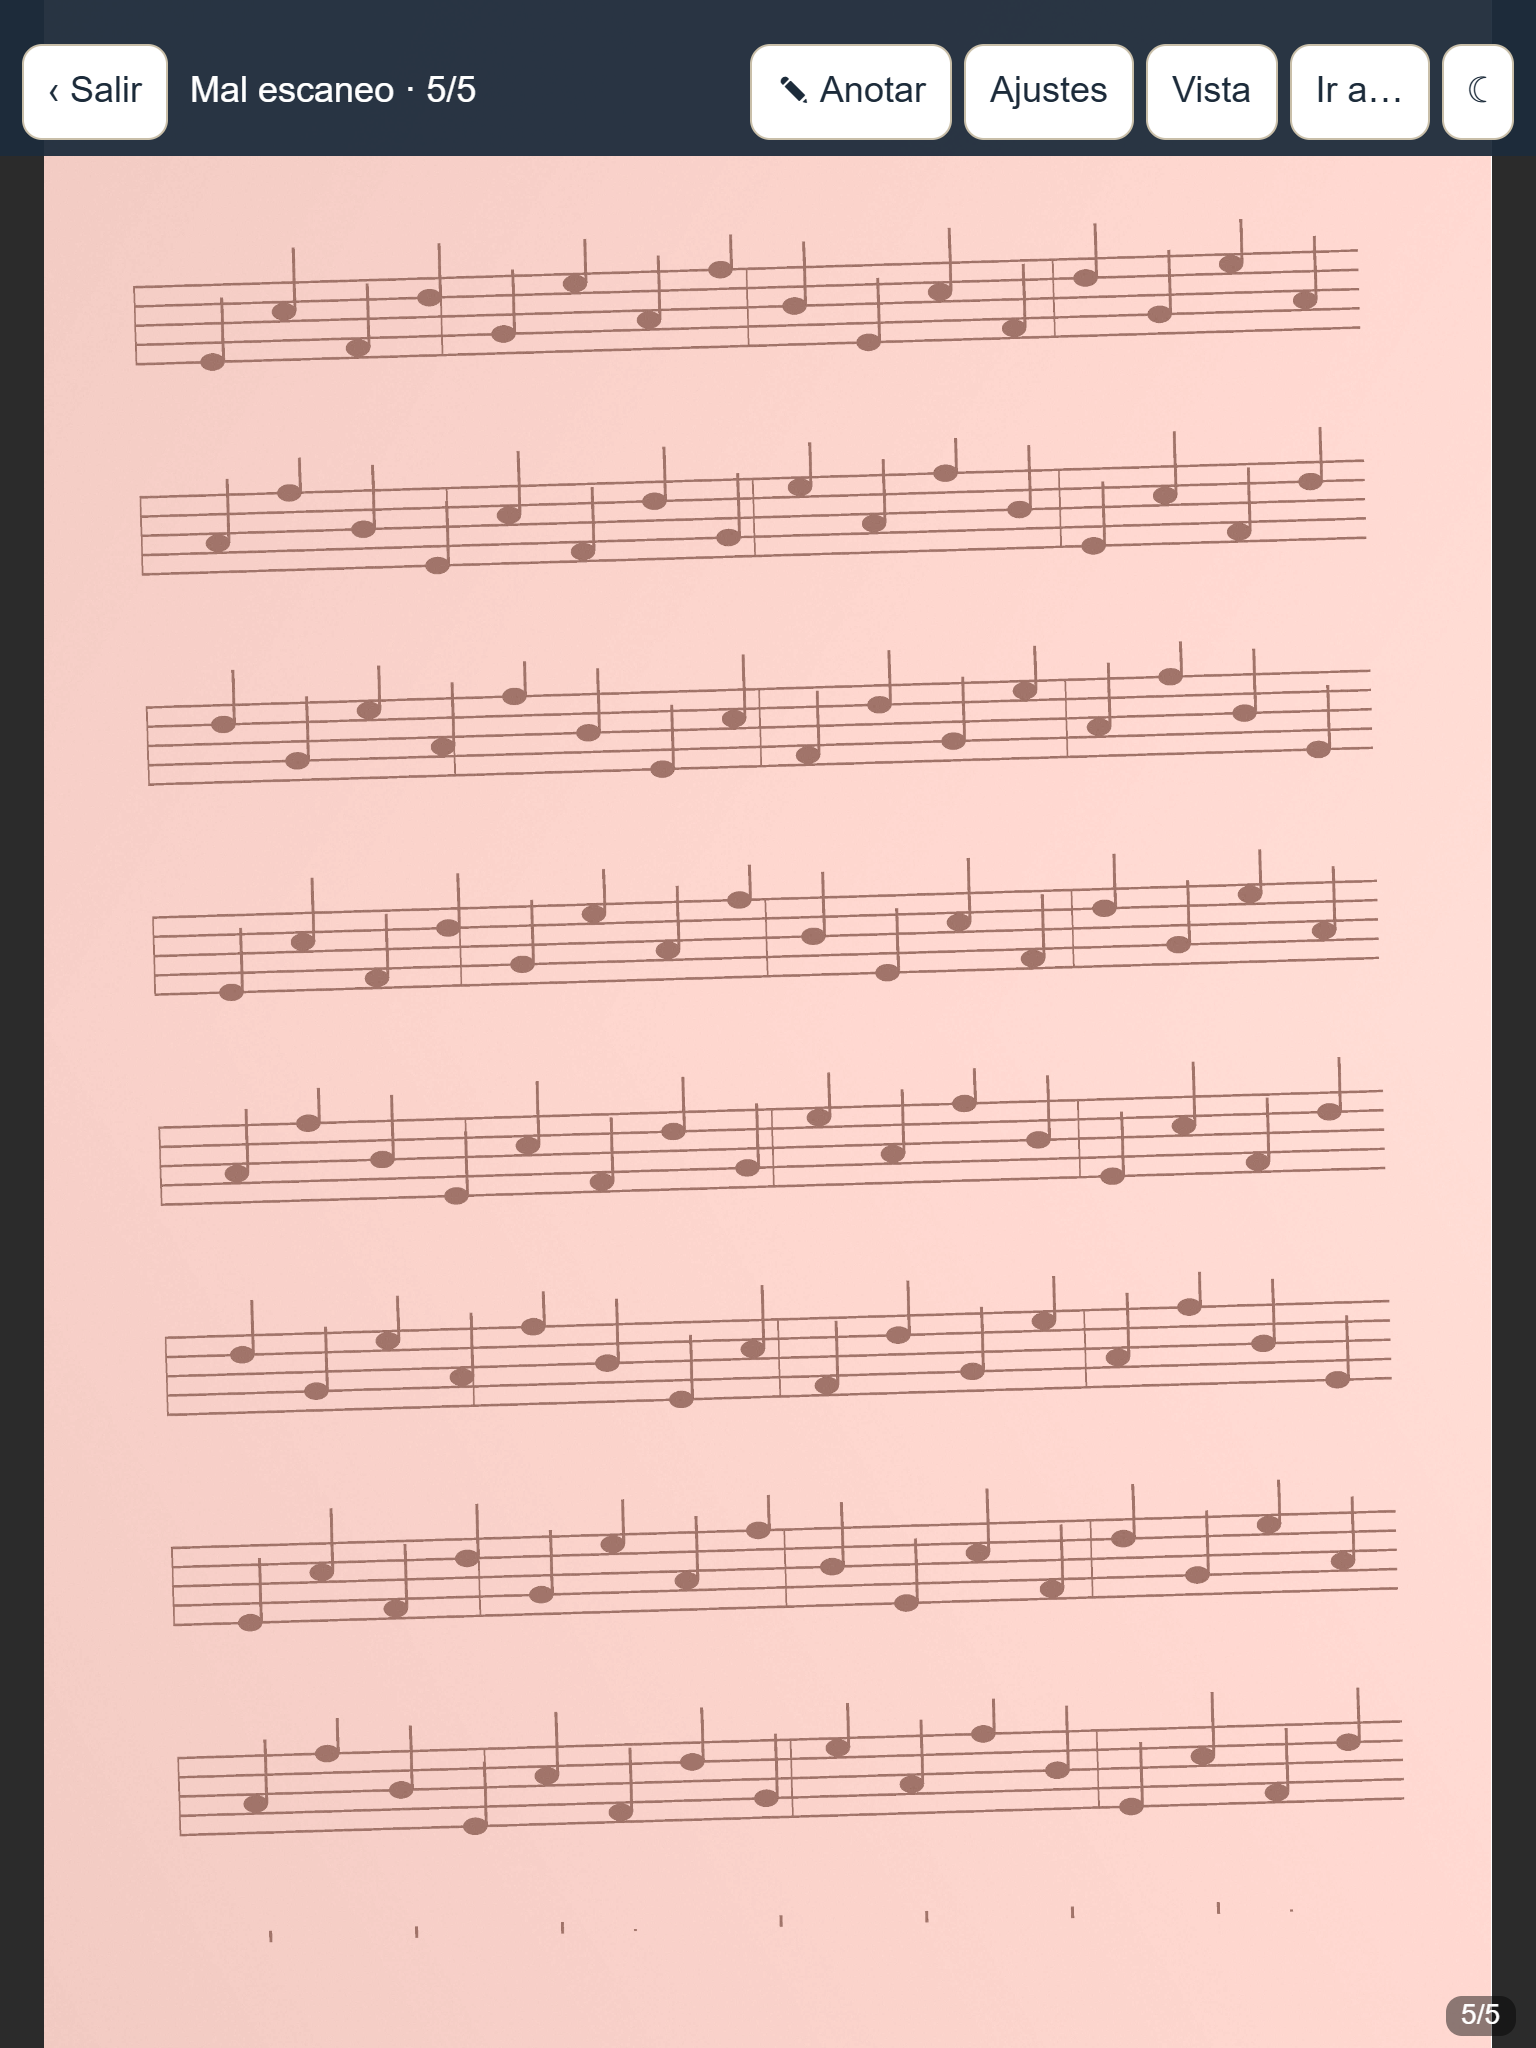 ‹ Salir
Mal escaneo · 5/5
Anotar
Ajustes
Vista
Ir a…
5/5